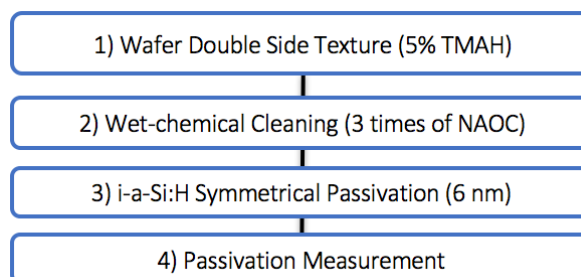 1) Wafer Double Side Texture (5% TMAH)
2) Wet-chemical Cleaning (3 times of NAOC)
3) i-a-Si:H Symmetrical Passivation (6 nm)
4) Passivation Measurement